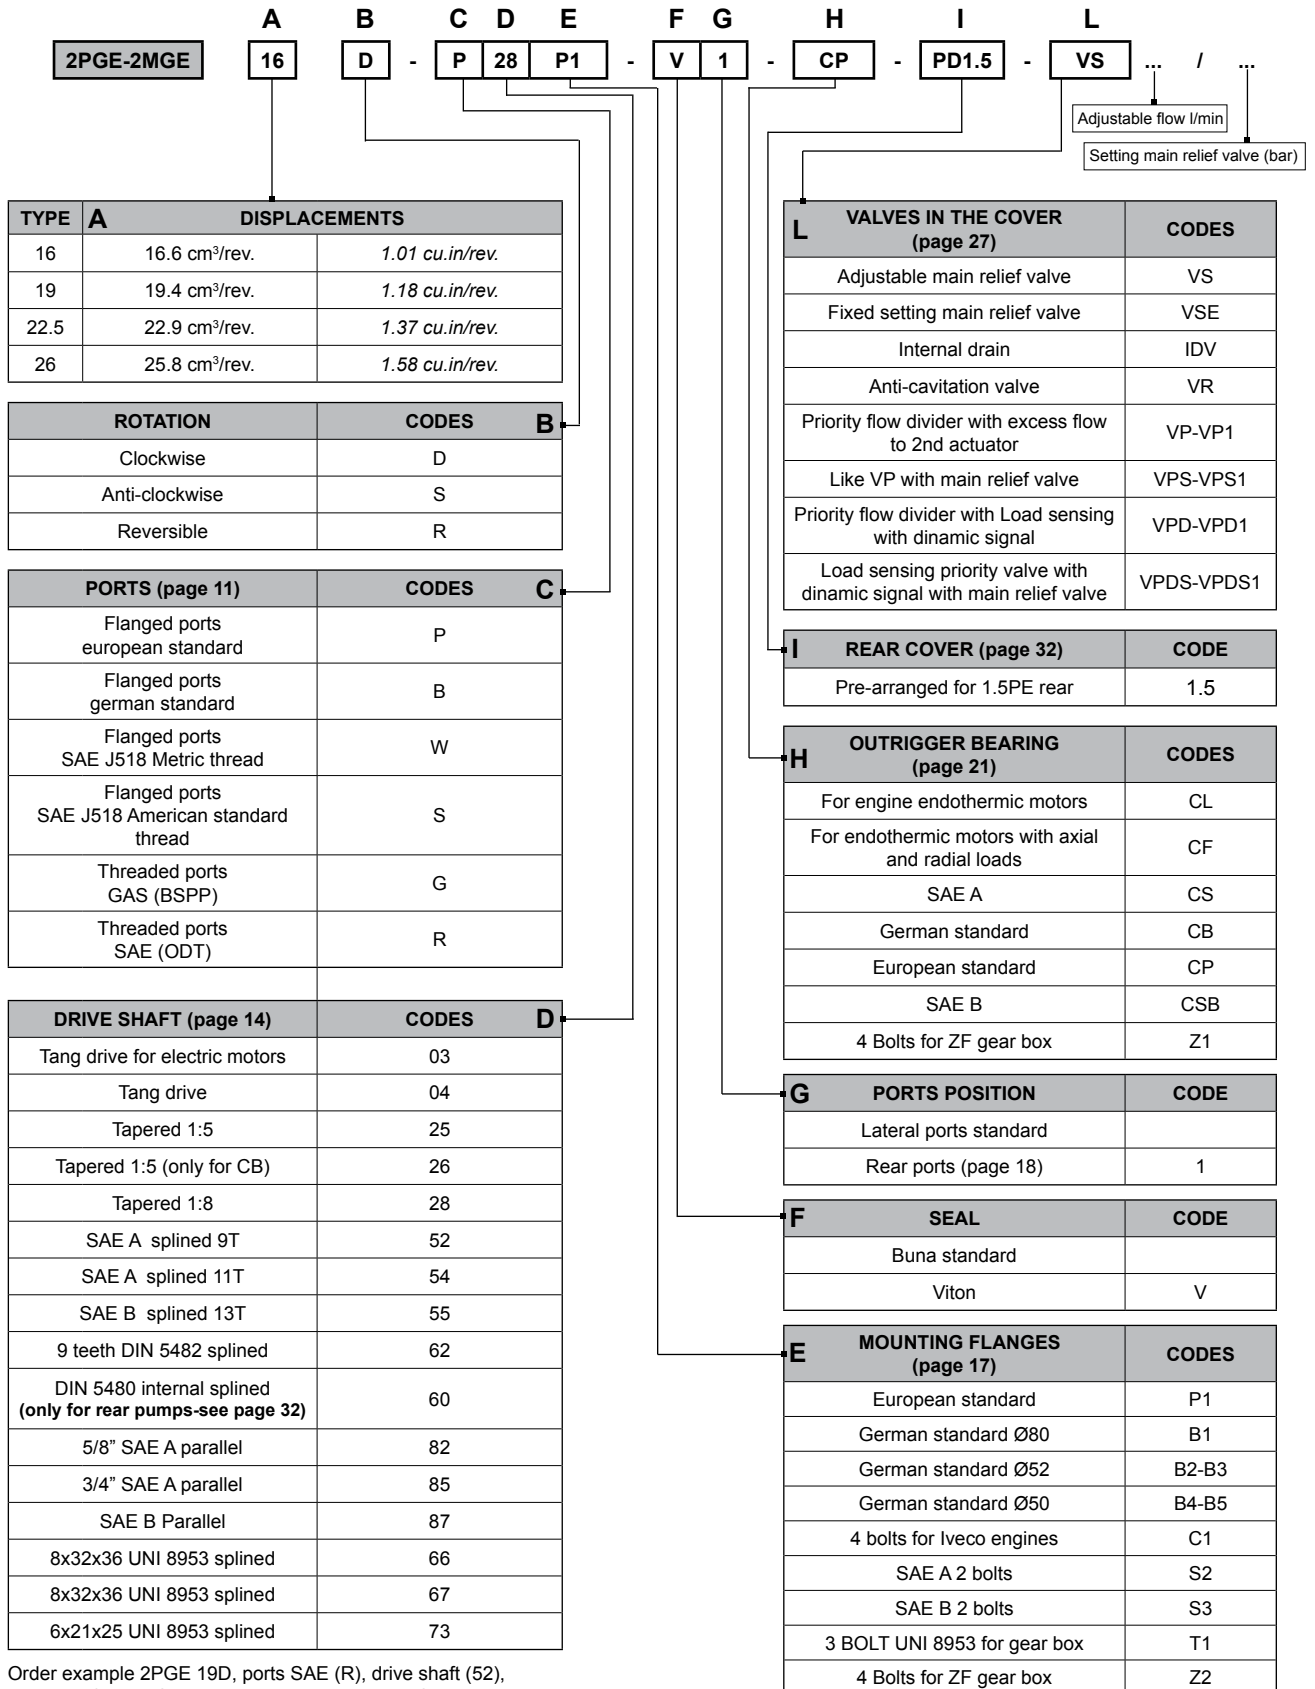 A B C D E F G H I L
2PGE-2MGE 16 D - P 28 P1 - V 1 - CP - PD1.5 - VS ... / ...
Adjustable flow l/min
Setting main relief valve (bar)
TYPE A DISPLACEMENTS
16 16.6 cm³/rev. 1.01 cu.in/rev.
19 19.4 cm³/rev. 1.18 cu.in/rev.
22.5 22.9 cm³/rev. 1.37 cu.in/rev.
26 25.8 cm³/rev. 1.58 cu.in/rev.
ROTATION CODES B
Clockwise D
Anti-clockwise S
Reversible R
PORTS (page 11) CODES C
Flanged ports
european standard P
Flanged ports
german standard B
Flanged ports
SAE J518 Metric thread W
Flanged ports
SAE J518 American standard
thread S
Threaded ports
GAS (BSPP) G
Threaded ports
SAE (ODT) R
DRIVE SHAFT (page 14) CODES D
Tang drive for electric motors 03
Tang drive 04
Tapered 1:5 25
Tapered 1:5 (only for CB) 26
Tapered 1:8 28
SAE A splined 9T 52
SAE A splined 11T 54
SAE B splined 13T 55
9 teeth DIN 5482 splined 62
DIN 5480 internal splined
(only for rear pumps-see page 32) 60
5/8” SAE A parallel 82
3/4” SAE A parallel 85
SAE B Parallel 87
8x32x36 UNI 8953 splined 66
8x32x36 UNI 8953 splined 67
6x21x25 UNI 8953 splined 73
Order example 2PGE 19D, ports SAE (R), drive shaft (52),
L VALVES IN THE COVER
(page 27) CODES
Adjustable main relief valve VS
Fixed setting main relief valve VSE
Internal drain IDV
Anti-cavitation valve VR
Priority flow divider with excess flow
to 2nd actuator VP-VP1
Like VP with main relief valve VPS-VPS1
Priority flow divider with Load sensing
with dinamic signal VPD-VPD1
Load sensing priority valve with
dinamic signal with main relief valve VPDS-VPDS1
I REAR COVER (page 32) CODE
Pre-arranged for 1.5PE rear 1.5
H OUTRIGGER BEARING
(page 21) CODES
For engine endothermic motors CL
For endothermic motors with axial
and radial loads CF
SAE A CS
German standard CB
European standard CP
SAE B CSB
4 Bolts for ZF gear box Z1
G PORTS POSITION CODE
Lateral ports standard
Rear ports (page 18) 1
F SEAL CODE
Buna standard
Viton V
E MOUNTING FLANGES
(page 17) CODES
European standard P1
German standard Ø80 B1
German standard Ø52 B2-B3
German standard Ø50 B4-B5
4 bolts for Iveco engines C1
SAE A 2 bolts S2
SAE B 2 bolts S3
3 BOLT UNI 8953 for gear box T1
4 Bolts for ZF gear box Z2